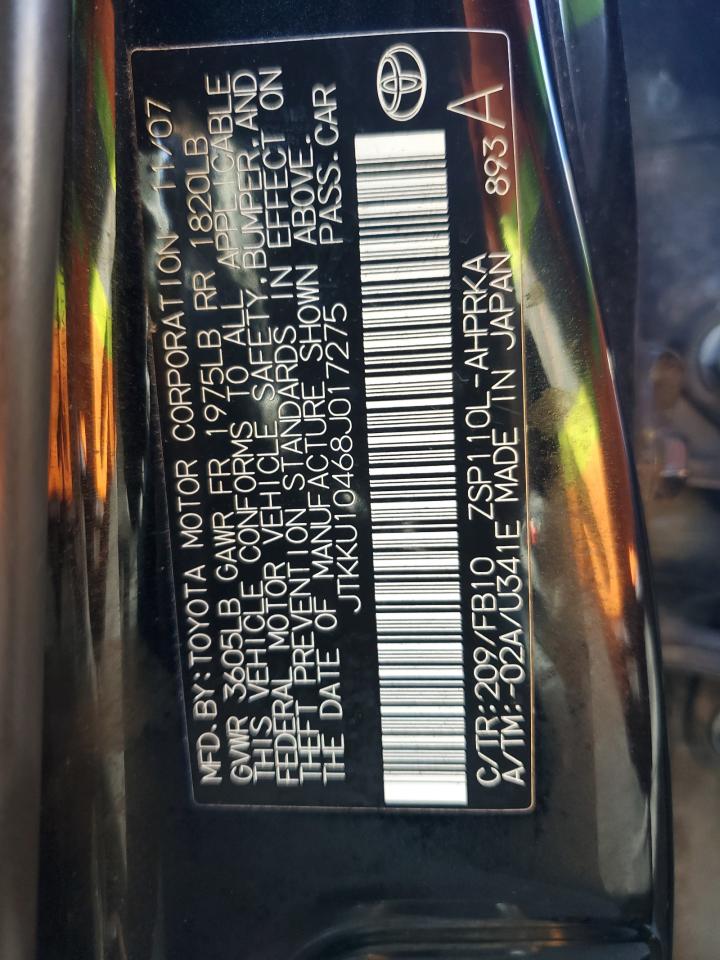 MFD. BY: TOYOTA MOTOR CORPORATION 11/07
GVWR 3605LB GAWR FR 1975LB RR 1820LB
THIS VEHICLE CONFORMS TO ALL APPLICABLE
FEDERAL MOTOR VEHICLE SAFETY, BUMPER, AND
THEFT PREVENTION STANDARDS IN EFFECT ON
THE DATE OF MANUFACTURE SHOWN ABOVE.
JTKKU10468J017275 PASS. CAR
C/TR: 209/FB10 ZSP110L-AHPRKA 893 A
A/TM: -02A/U341E MADE IN JAPAN